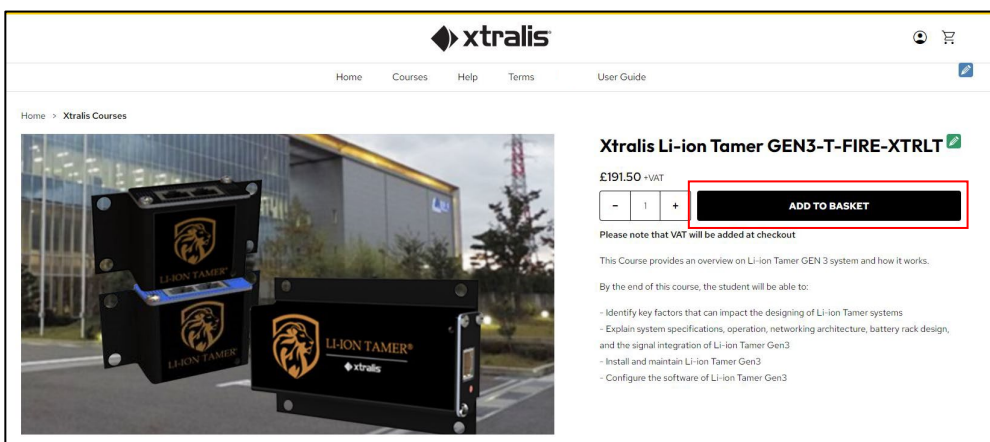 xtralis
Home Courses Help Terms User Guide
Home > Xtralis Courses
Xtralis Li-ion Tamer GEN3-T-FIRE-XTRLT
£191.50 +VAT
- 1 + ADD TO BASKET
Please note that VAT will be added at checkout
This Course provides an overview on Li-ion Tamer GEN 3 system and how it works.
By the end of this course, the student will be able to:
- Identify key factors that can impact the designing of Li-ion Tamer systems
- Explain system specifications, operation, networking architecture, battery rack design,
and the signal integration of Li-ion Tamer Gen3
- Install and maintain Li-ion Tamer Gen3
- Configure the software of Li-ion Tamer Gen3
LI-ION TAMER®
LI-ION TAMER®
LI-ION TAMER®
xtralis